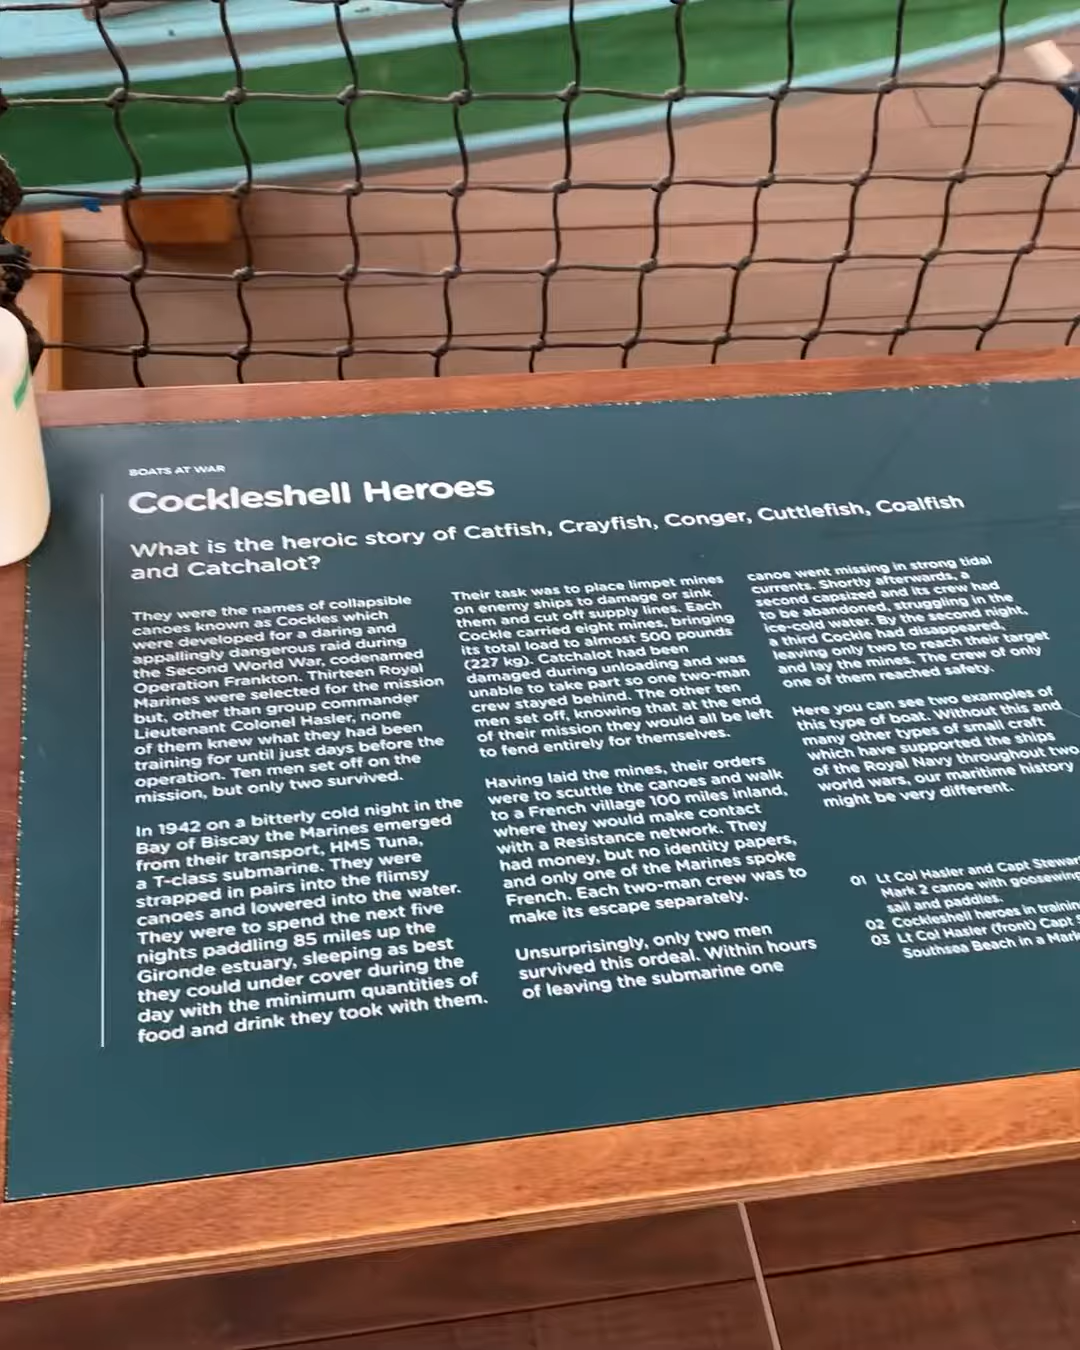 BOATS AT WAR
Cockleshell Heroes
What is the heroic story of Catfish, Crayfish, Conger, Cuttlefish, Coalfish
and Catchalot?
They were the names of collapsible
canoes known as Cockles which
were developed for a daring and
appallingly dangerous raid during
the Second World War, codenamed
Operation Frankton. Thirteen Royal
Marines were selected for the mission
but, other than group commander
Lieutenant Colonel Hasler, none
of them knew what they had been
training for until just days before the
operation. Ten men set off on the
mission, but only two survived.
In 1942 on a bitterly cold night in the
Bay of Biscay the Marines emerged
from their transport, HMS Tuna,
a T-class submarine. They were
strapped in pairs into the flimsy
canoes and lowered into the water.
They were to spend the next five
nights paddling 85 miles up the
Gironde estuary, sleeping as best
they could under cover during the
day with the minimum quantities of
food and drink they took with them.
Their task was to place limpet mines
on enemy ships to damage or sink
them and cut off supply lines. Each
Cockle carried eight mines, bringing
its total load to almost 500 pounds
(227 kg). Catchalot had been
damaged during unloading and was
unable to take part so one two-man
crew stayed behind. The other ten
men set off, knowing that at the end
of their mission they would all be left
to fend entirely for themselves.
Having laid the mines, their orders
were to scuttle the canoes and walk
to a French village 100 miles inland,
where they would make contact
with a Resistance network. They
had money, but no identity papers,
and only one of the Marines spoke
French. Each two-man crew was to
make its escape separately.
Unsurprisingly, only two men
survived this ordeal. Within hours
of leaving the submarine one
canoe went missing in strong tidal
currents. Shortly afterwards, a
second capsized and its crew had
to be abandoned, struggling in the
ice-cold water. By the second night,
a third Cockle had disappeared,
leaving only two to reach their target
and lay the mines. The crew of only
one of them reached safety.
Here you can see two examples of
this type of boat. Without this and
many other types of small craft
which have supported the ships
of the Royal Navy throughout two
world wars, our maritime history
might be very different.
01 Lt Col Hasler and Capt Stewart
Mark 2 canoe with goosewing
sail and paddles.
02 Cockleshell heroes in training
03 Lt Col Hasler (front) Capt
Southsea Beach in a